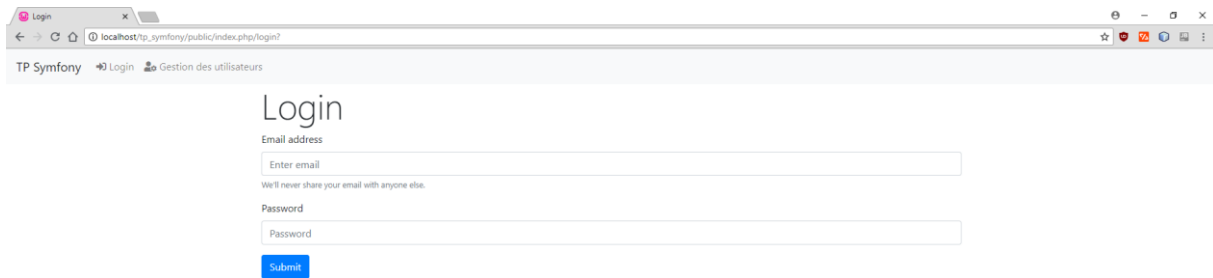 Login
localhost/tp_symfony/public/index.php/login?
TP Symfony Login Gestion des utilisateurs
Login
Email address
Enter email
We'll never share your email with anyone else.
Password
Password
Submit